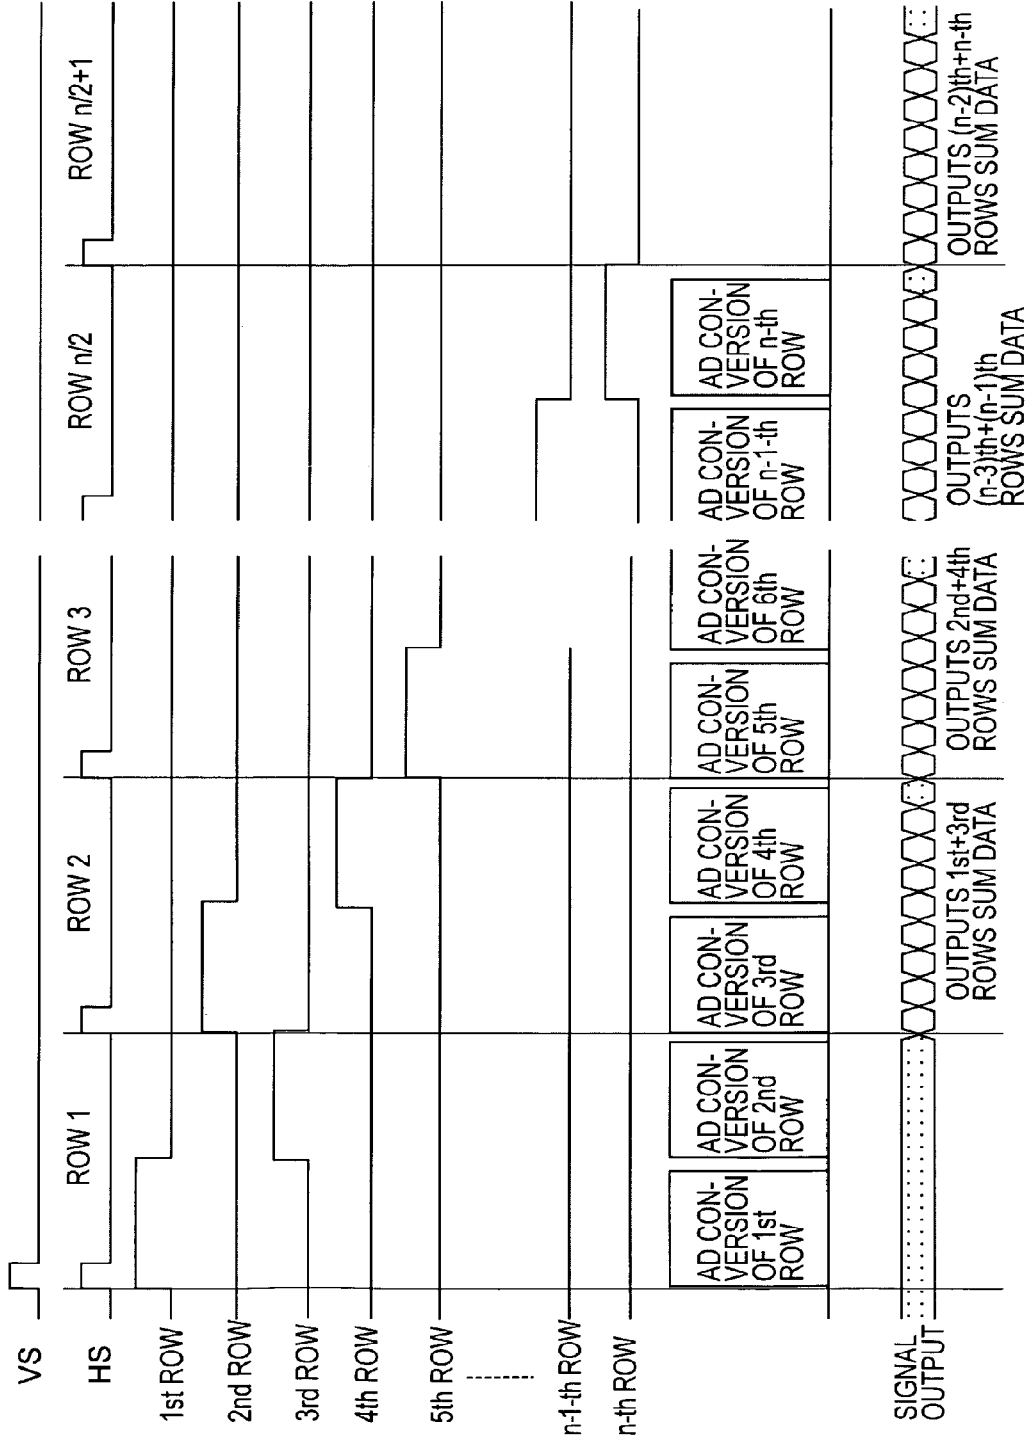 VS
HS
ROW 1
ROW 2
ROW 3
ROW n/2
ROW n/2+1
1st ROW
2nd ROW
3rd ROW
4th ROW
5th ROW
n-1-th ROW
n-th ROW
AD CON-
VERSION
OF 1st
ROW
AD CON-
VERSION
OF 2nd
ROW
AD CON-
VERSION
OF 3rd
ROW
AD CON-
VERSION
OF 4th
ROW
AD CON-
VERSION
OF 5th
ROW
AD CON-
VERSION
OF 6th
ROW
AD CON-
VERSION
OF n-1-th
ROW
AD CON-
VERSION
OF n-th
ROW
SIGNAL
OUTPUT
OUTPUTS 1st+3rd
ROWS SUM DATA
OUTPUTS 2nd+4th
ROWS SUM DATA
OUTPUTS
(n-3)th+(n-1)th
ROWS SUM DATA
OUTPUTS (n-2)th+n-th
ROWS SUM DATA